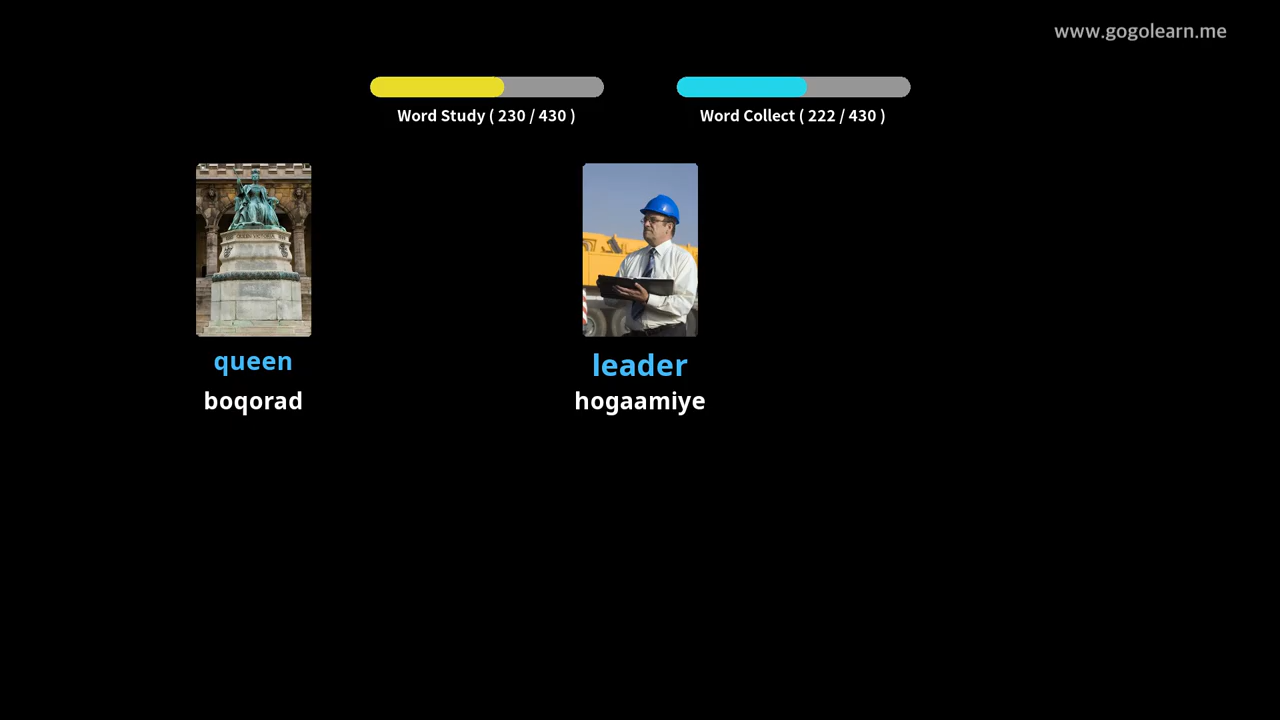 www.gogolearn.me
Word Study ( 230 / 430 )
Word Collect ( 222 / 430 )
queen
boqorad
leader
hogaamiye